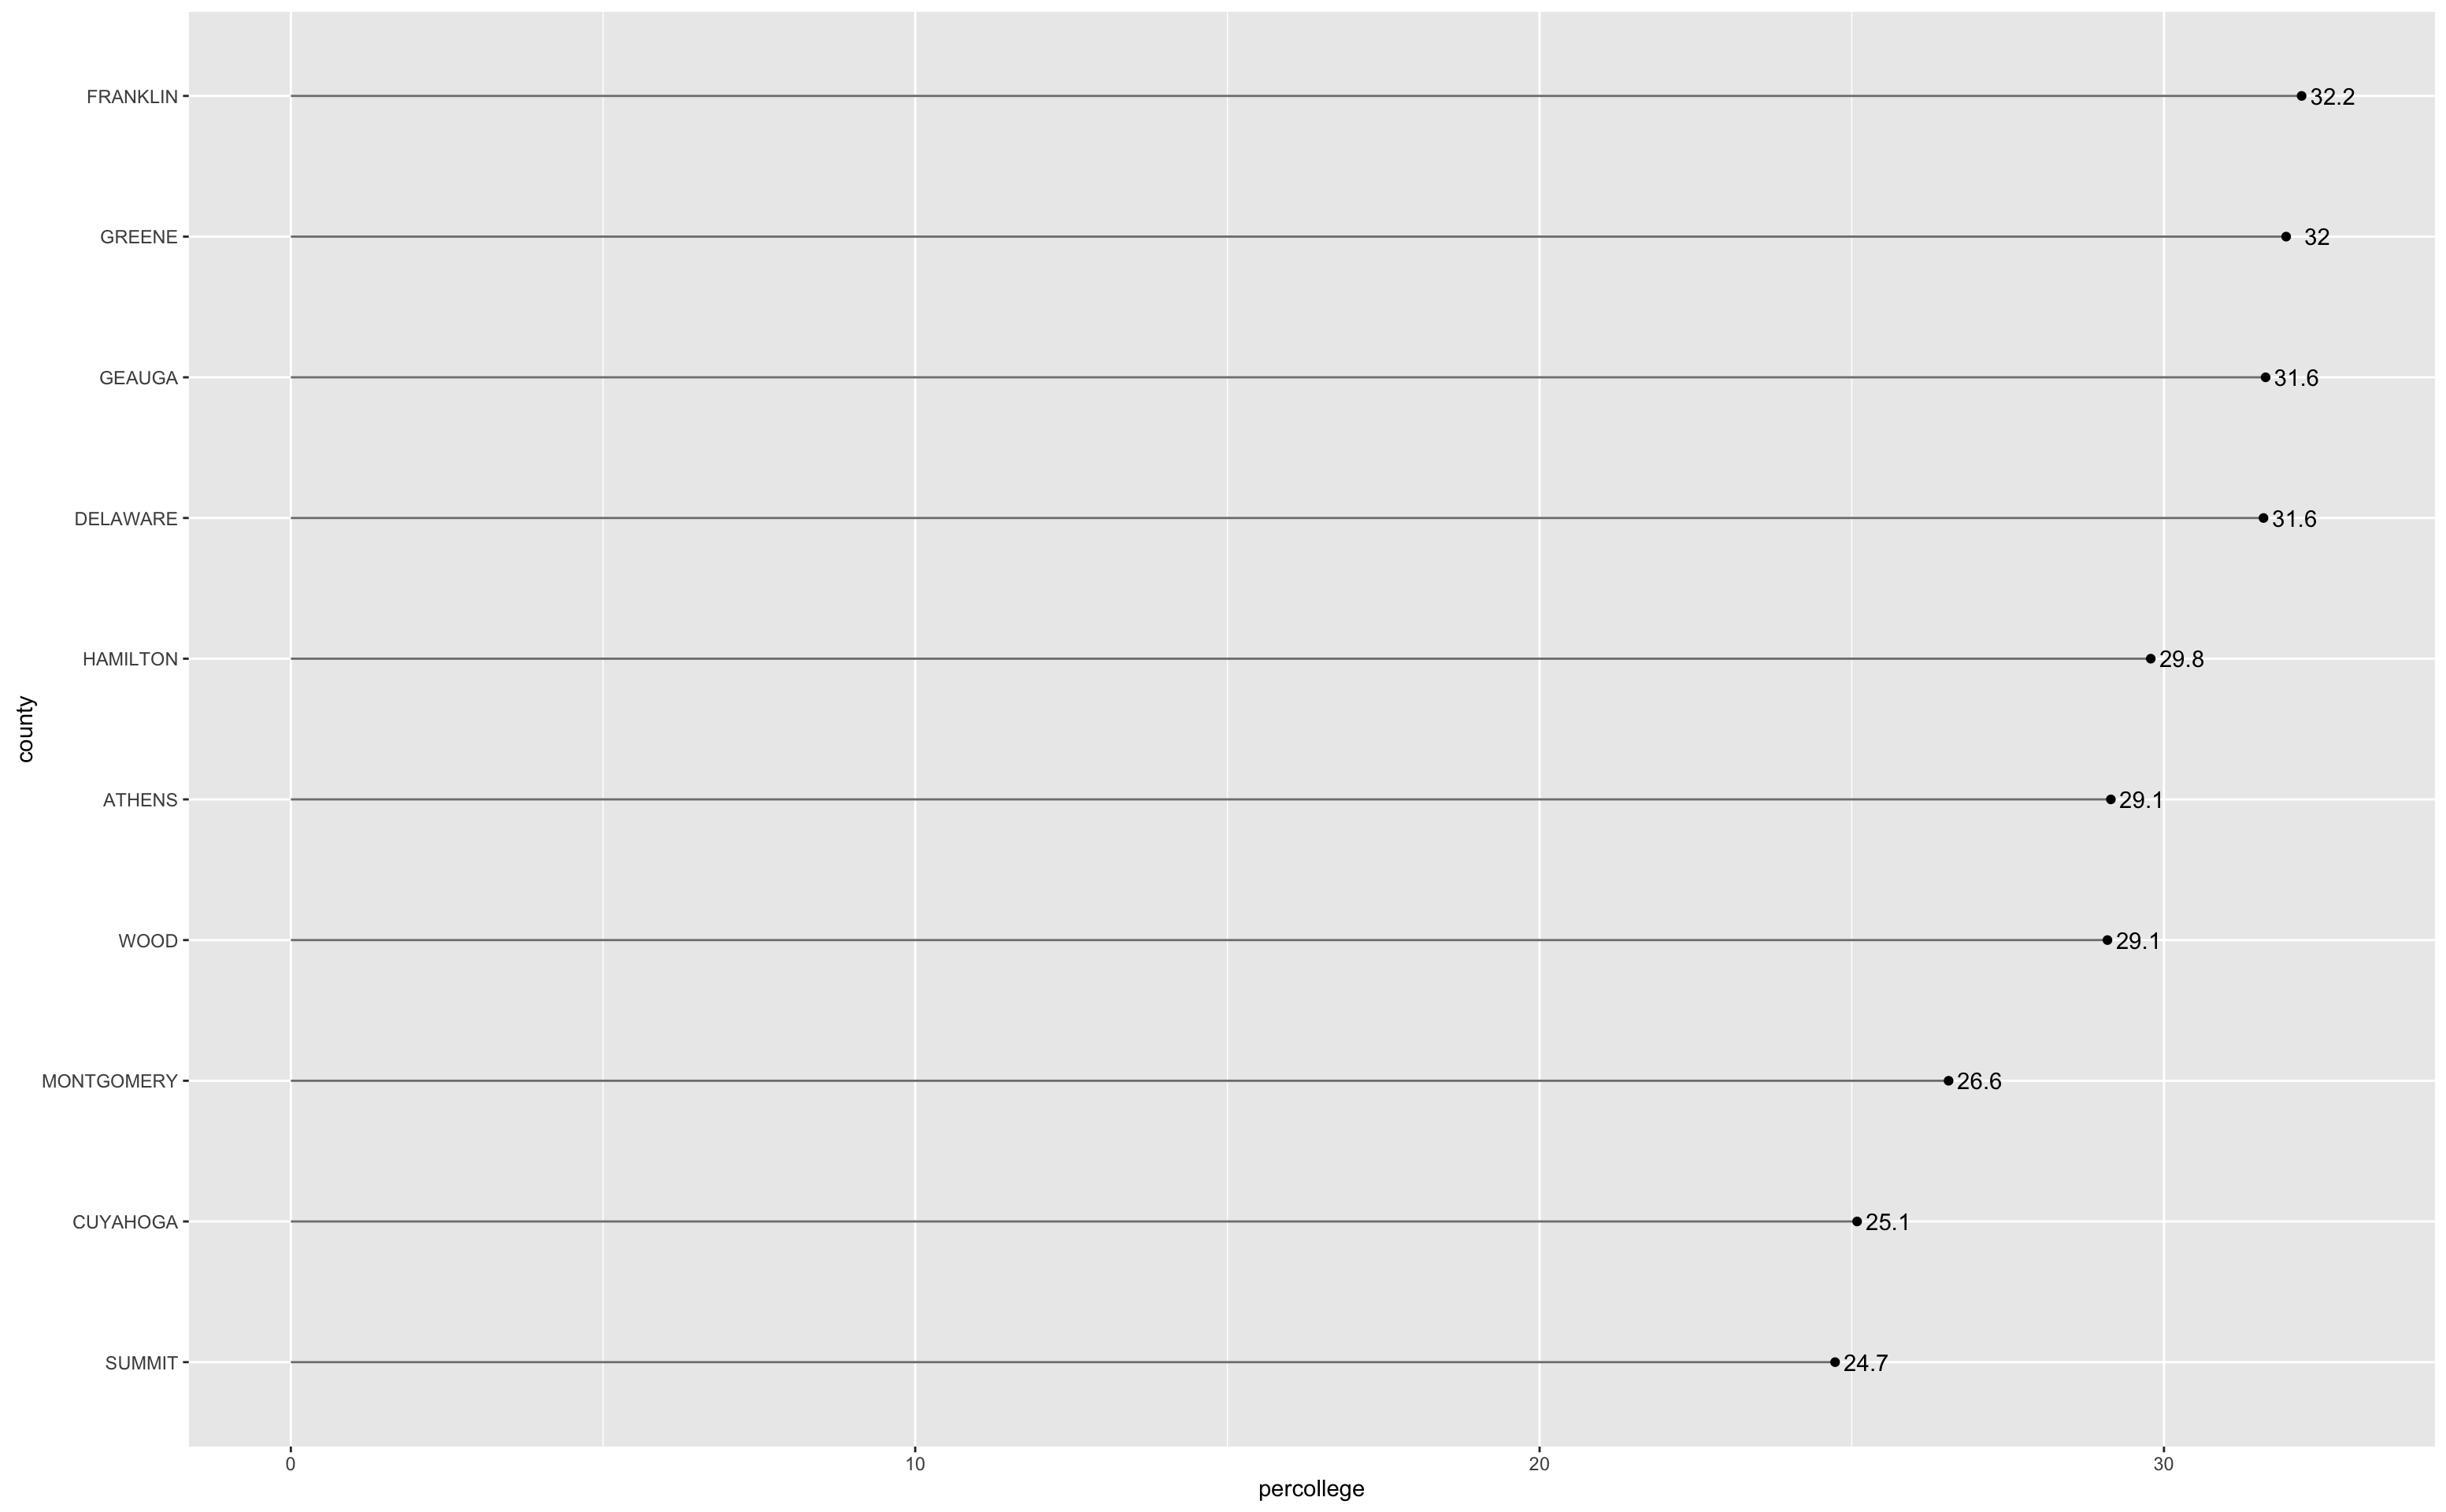 county
FRANKLIN 32.2
GREENE 32
GEAUGA 31.6
DELAWARE 31.6
HAMILTON 29.8
ATHENS 29.1
WOOD 29.1
MONTGOMERY 26.6
CUYAHOGA 25.1
SUMMIT 24.7
0 10 20 30
percollege